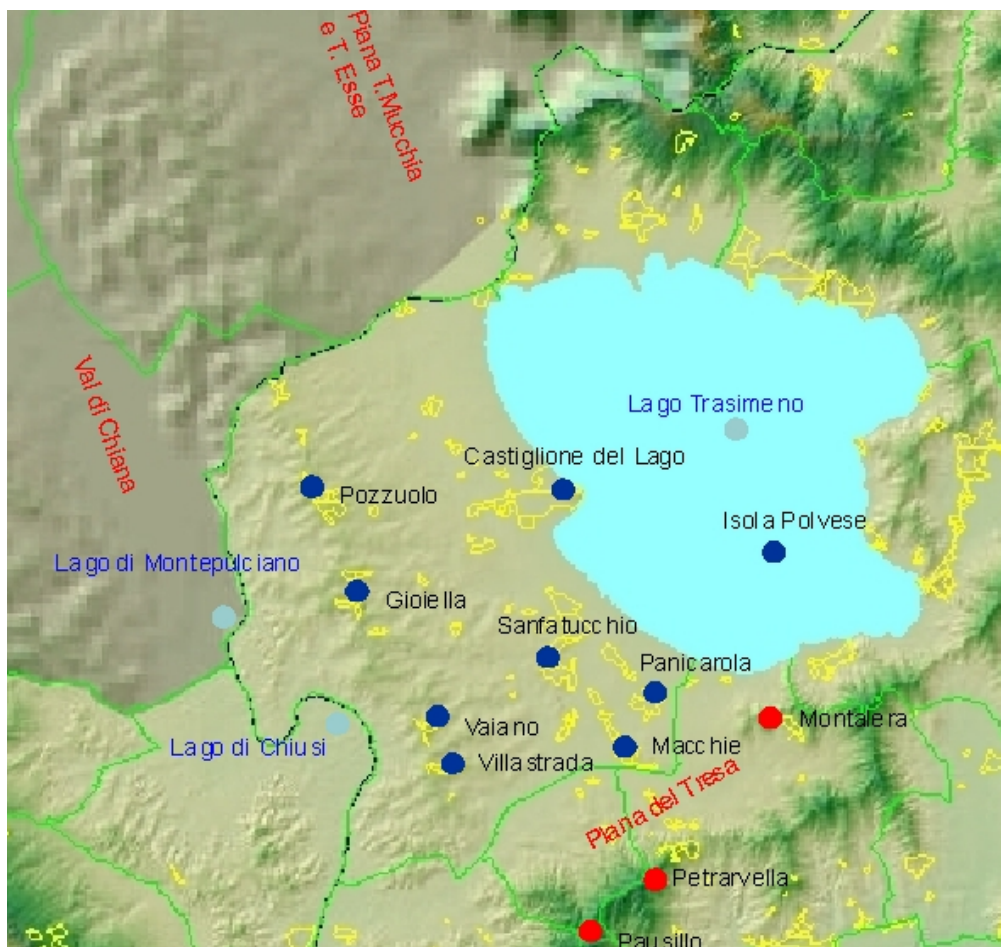 Piana T.Mucchia
e T. Esse
Val di Chiana
Lago Trasimeno
Castiglione del Lago
Pozzuolo
Isola Polvese
Lago di Montepulciano
Gioiella
Sanfatucchio
Panicarola
Vaiano
Montalera
Lago di Chiusi
Macchie
Villastrada
Piana del Tresa
Petrarvella
Pausillo